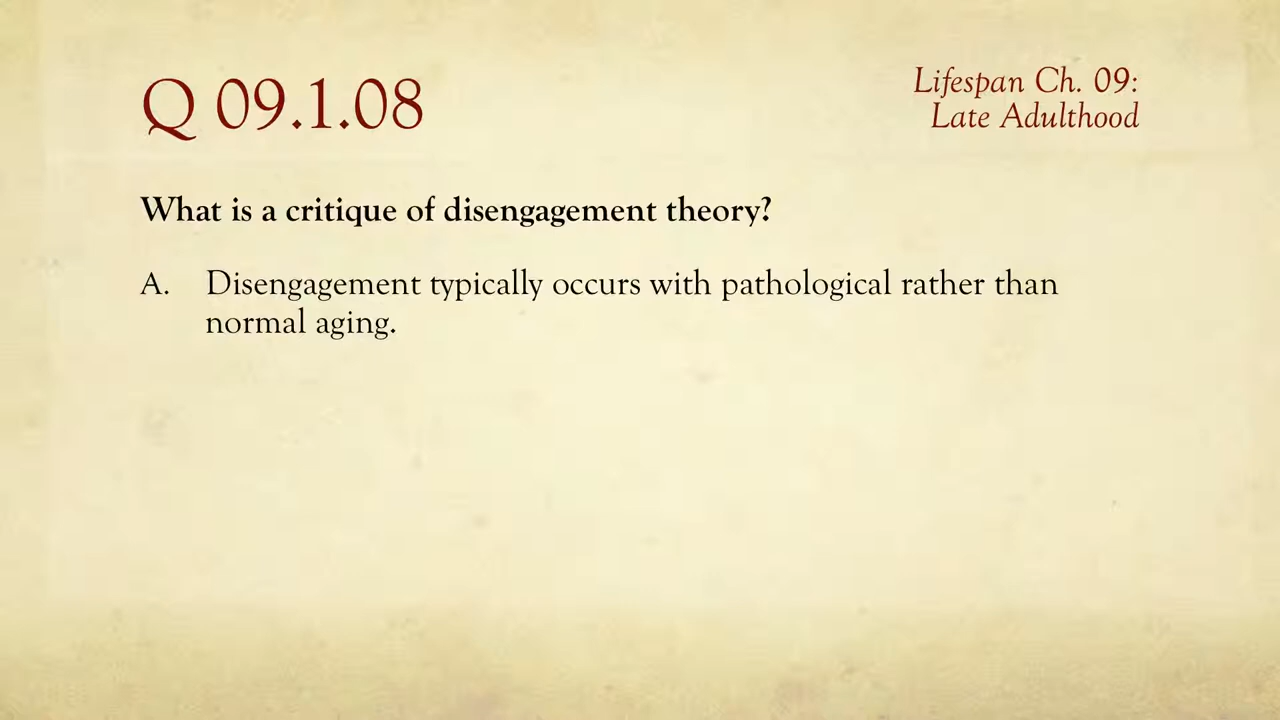 Q 09.1.08
Lifespan Ch. 09:
Late Adulthood
What is a critique of disengagement theory?
A. Disengagement typically occurs with pathological rather than
normal aging.